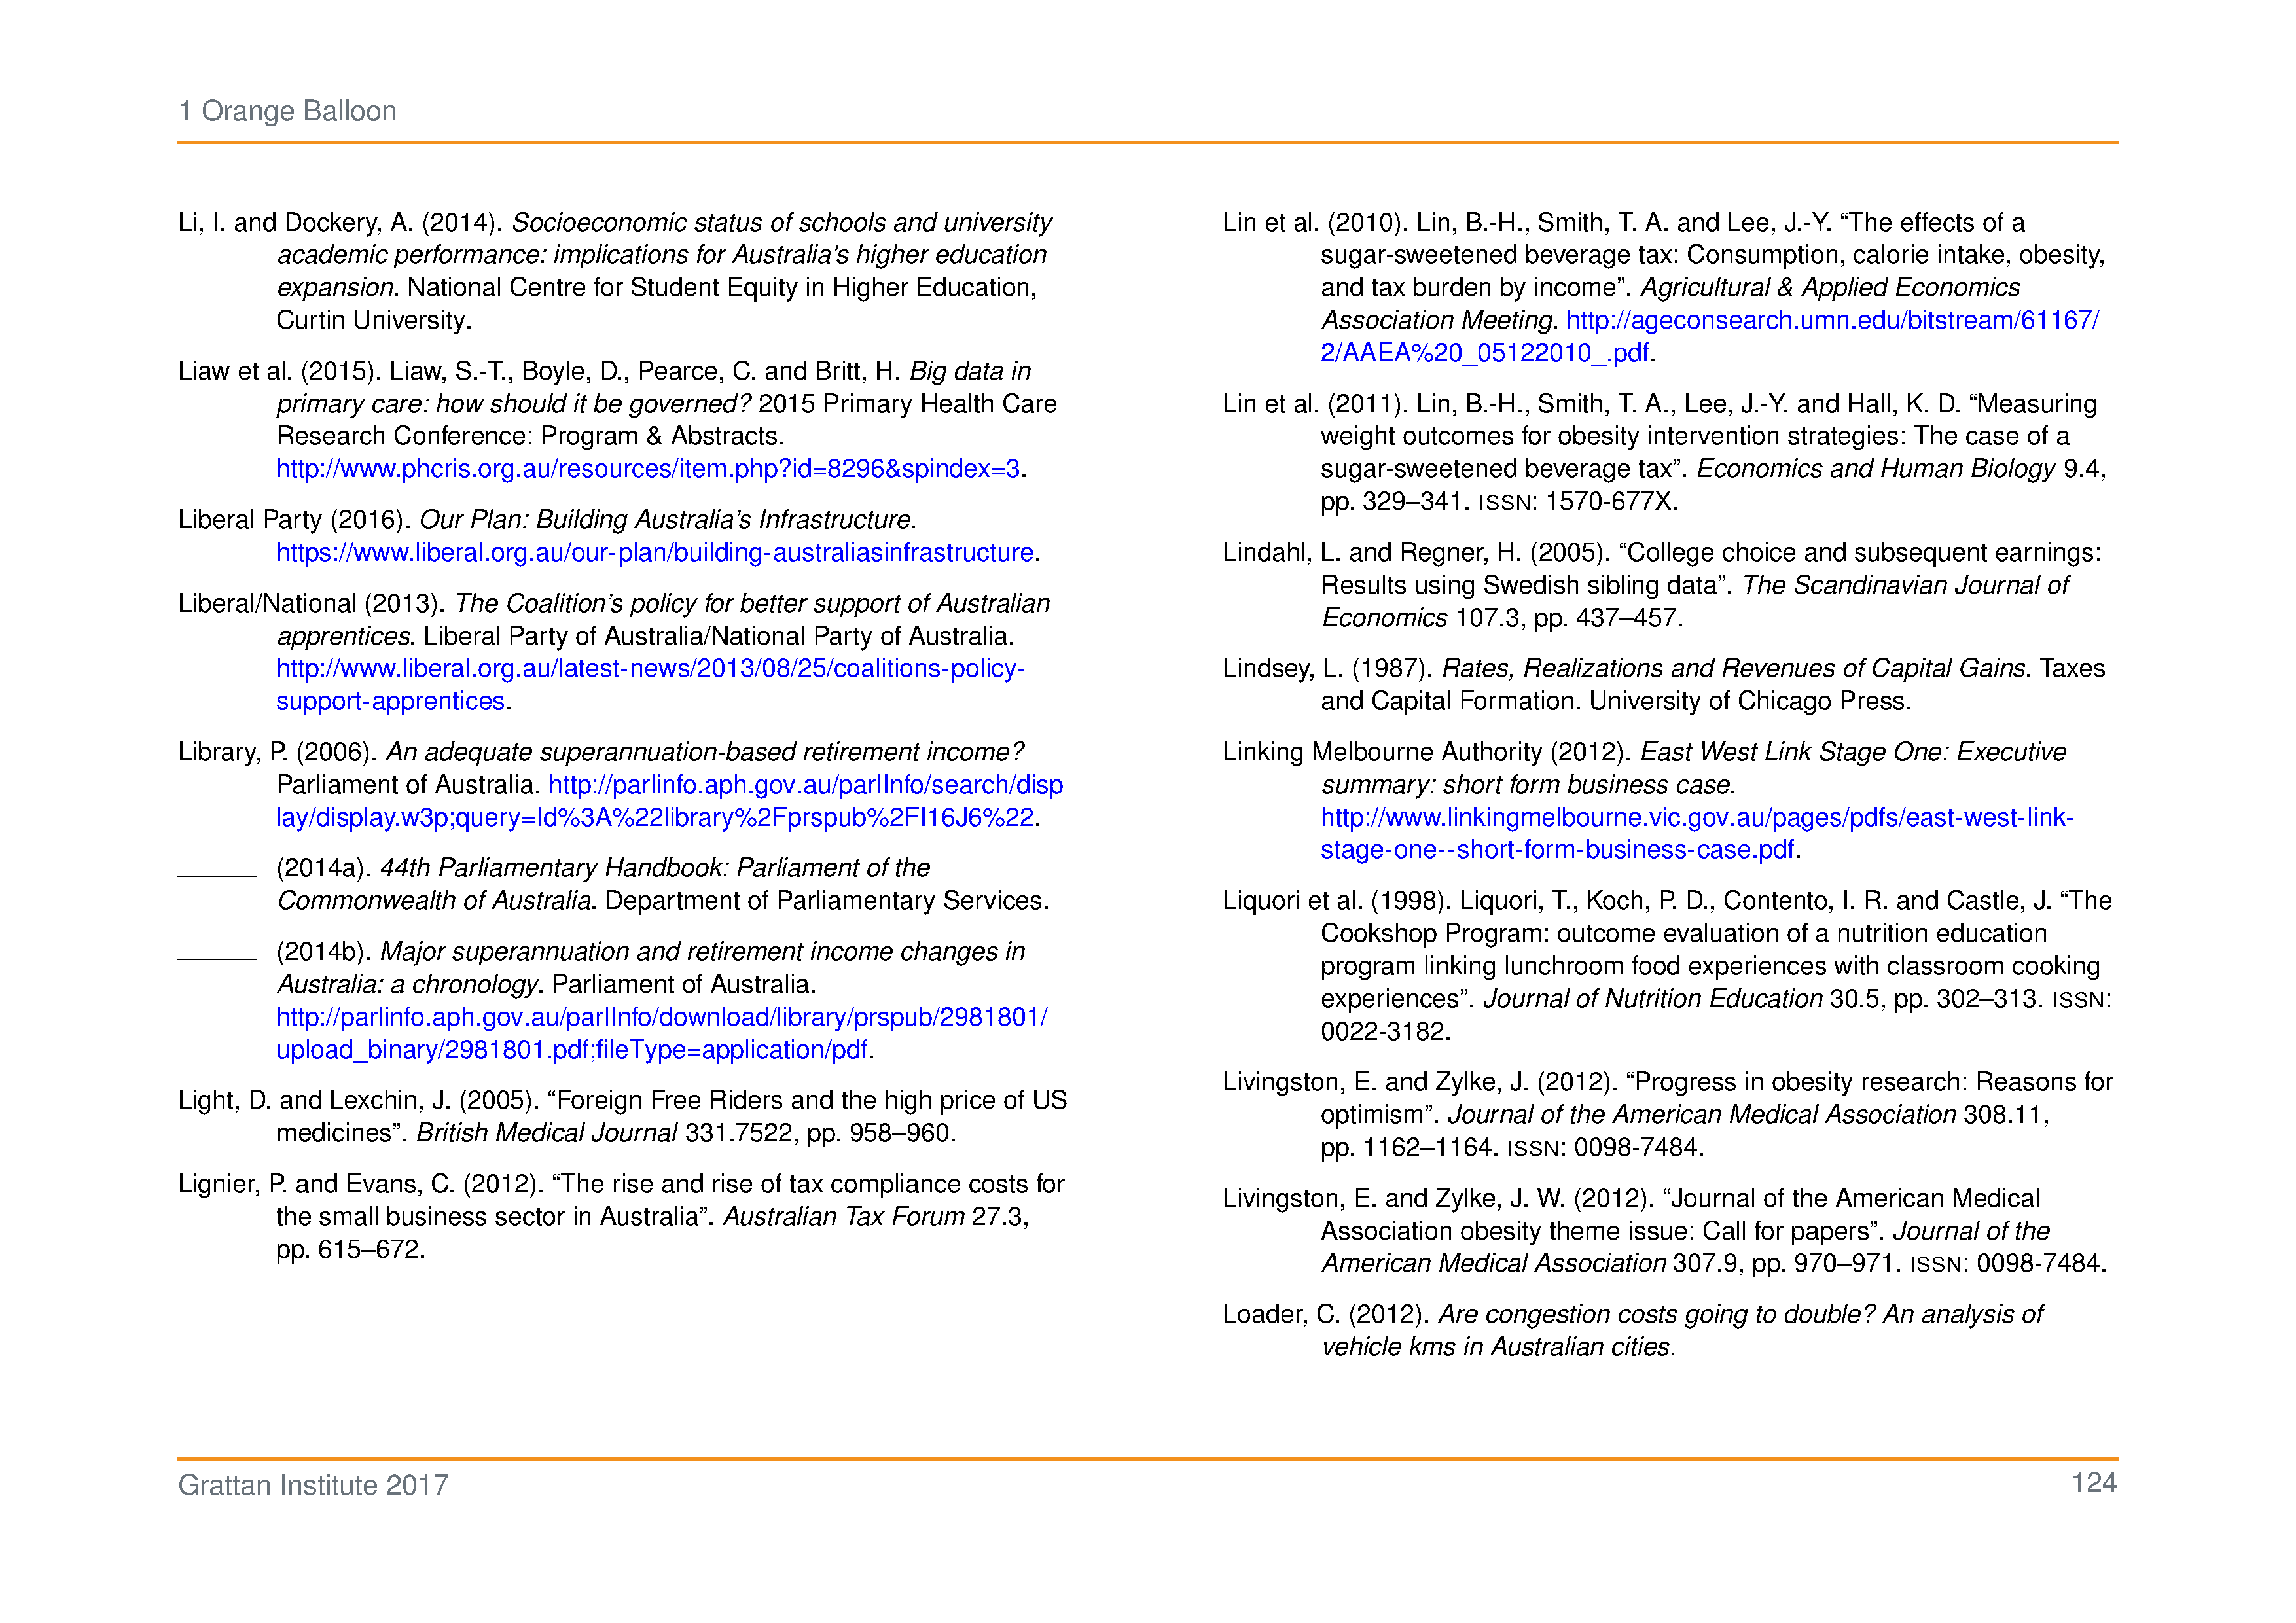 1 Orange Balloon
Li, I. and Dockery, A. (2014). Socioeconomic status of schools and university
academic performance: implications for Australia’s higher education
expansion. National Centre for Student Equity in Higher Education,
Curtin University.
Liaw et al. (2015). Liaw, S.-T., Boyle, D., Pearce, C. and Britt, H. Big data in
primary care: how should it be governed? 2015 Primary Health Care
Research Conference: Program & Abstracts.
http://www.phcris.org.au/resources/item.php?id=8296&spindex=3.
Liberal Party (2016). Our Plan: Building Australia’s Infrastructure.
https://www.liberal.org.au/our-plan/building-australiasinfrastructure.
Liberal/National (2013). The Coalition’s policy for better support of Australian
apprentices. Liberal Party of Australia/National Party of Australia.
http://www.liberal.org.au/latest-news/2013/08/25/coalitions-policy-
support-apprentices.
Library, P. (2006). An adequate superannuation-based retirement income?
Parliament of Australia. http://parlinfo.aph.gov.au/parlInfo/search/disp
lay/display.w3p;query=Id%3A%22library%2Fprspub%2FI16J6%22.
(2014a). 44th Parliamentary Handbook: Parliament of the
Commonwealth of Australia. Department of Parliamentary Services.
(2014b). Major superannuation and retirement income changes in
Australia: a chronology. Parliament of Australia.
http://parlinfo.aph.gov.au/parlInfo/download/library/prspub/2981801/
upload_binary/2981801.pdf;fileType=application/pdf.
Light, D. and Lexchin, J. (2005). “Foreign Free Riders and the high price of US
medicines”. British Medical Journal 331.7522, pp. 958–960.
Lignier, P. and Evans, C. (2012). “The rise and rise of tax compliance costs for
the small business sector in Australia”. Australian Tax Forum 27.3,
pp. 615–672.
Lin et al. (2010). Lin, B.-H., Smith, T. A. and Lee, J.-Y. “The effects of a
sugar-sweetened beverage tax: Consumption, calorie intake, obesity,
and tax burden by income”. Agricultural & Applied Economics
Association Meeting. http://ageconsearch.umn.edu/bitstream/61167/
2/AAEA%20_05122010_.pdf.
Lin et al. (2011). Lin, B.-H., Smith, T. A., Lee, J.-Y. and Hall, K. D. “Measuring
weight outcomes for obesity intervention strategies: The case of a
sugar-sweetened beverage tax”. Economics and Human Biology 9.4,
pp. 329–341. ISSN: 1570-677X.
Lindahl, L. and Regner, H. (2005). “College choice and subsequent earnings:
Results using Swedish sibling data”. The Scandinavian Journal of
Economics 107.3, pp. 437–457.
Lindsey, L. (1987). Rates, Realizations and Revenues of Capital Gains. Taxes
and Capital Formation. University of Chicago Press.
Linking Melbourne Authority (2012). East West Link Stage One: Executive
summary: short form business case.
http://www.linkingmelbourne.vic.gov.au/pages/pdfs/east-west-link-
stage-one--short-form-business-case.pdf.
Liquori et al. (1998). Liquori, T., Koch, P. D., Contento, I. R. and Castle, J. “The
Cookshop Program: outcome evaluation of a nutrition education
program linking lunchroom food experiences with classroom cooking
experiences”. Journal of Nutrition Education 30.5, pp. 302–313. ISSN:
0022-3182.
Livingston, E. and Zylke, J. (2012). “Progress in obesity research: Reasons for
optimism”. Journal of the American Medical Association 308.11,
pp. 1162–1164. ISSN: 0098-7484.
Livingston, E. and Zylke, J. W. (2012). “Journal of the American Medical
Association obesity theme issue: Call for papers”. Journal of the
American Medical Association 307.9, pp. 970–971. ISSN: 0098-7484.
Loader, C. (2012). Are congestion costs going to double? An analysis of
vehicle kms in Australian cities.
Grattan Institute 2017
124